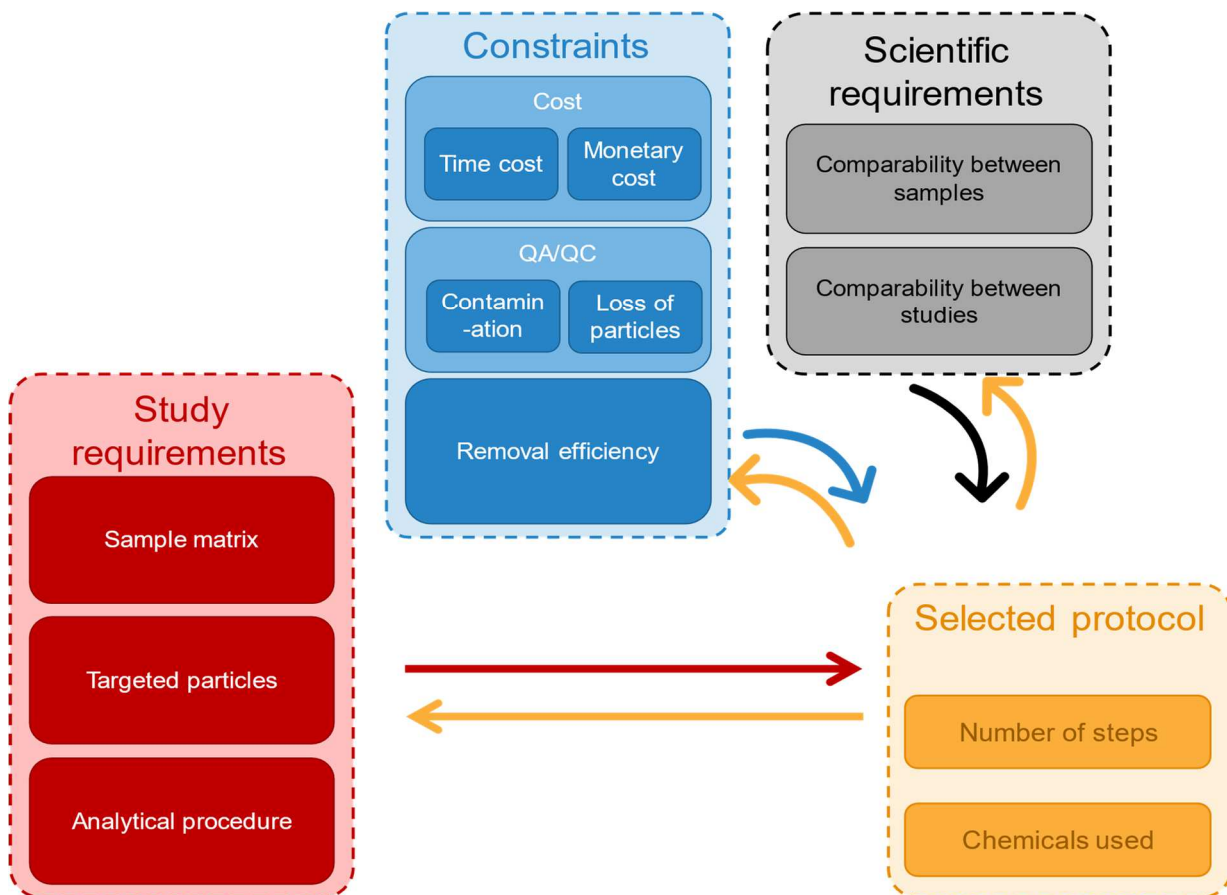 Constraints
Cost
Time cost
Monetary
cost
QA/QC
Contamin
-ation
Loss of
particles
Removal efficiency
Scientific
requirements
Comparability between
samples
Comparability between
studies
Study
requirements
Sample matrix
Targeted particles
Analytical procedure
Selected protocol
Number of steps
Chemicals used